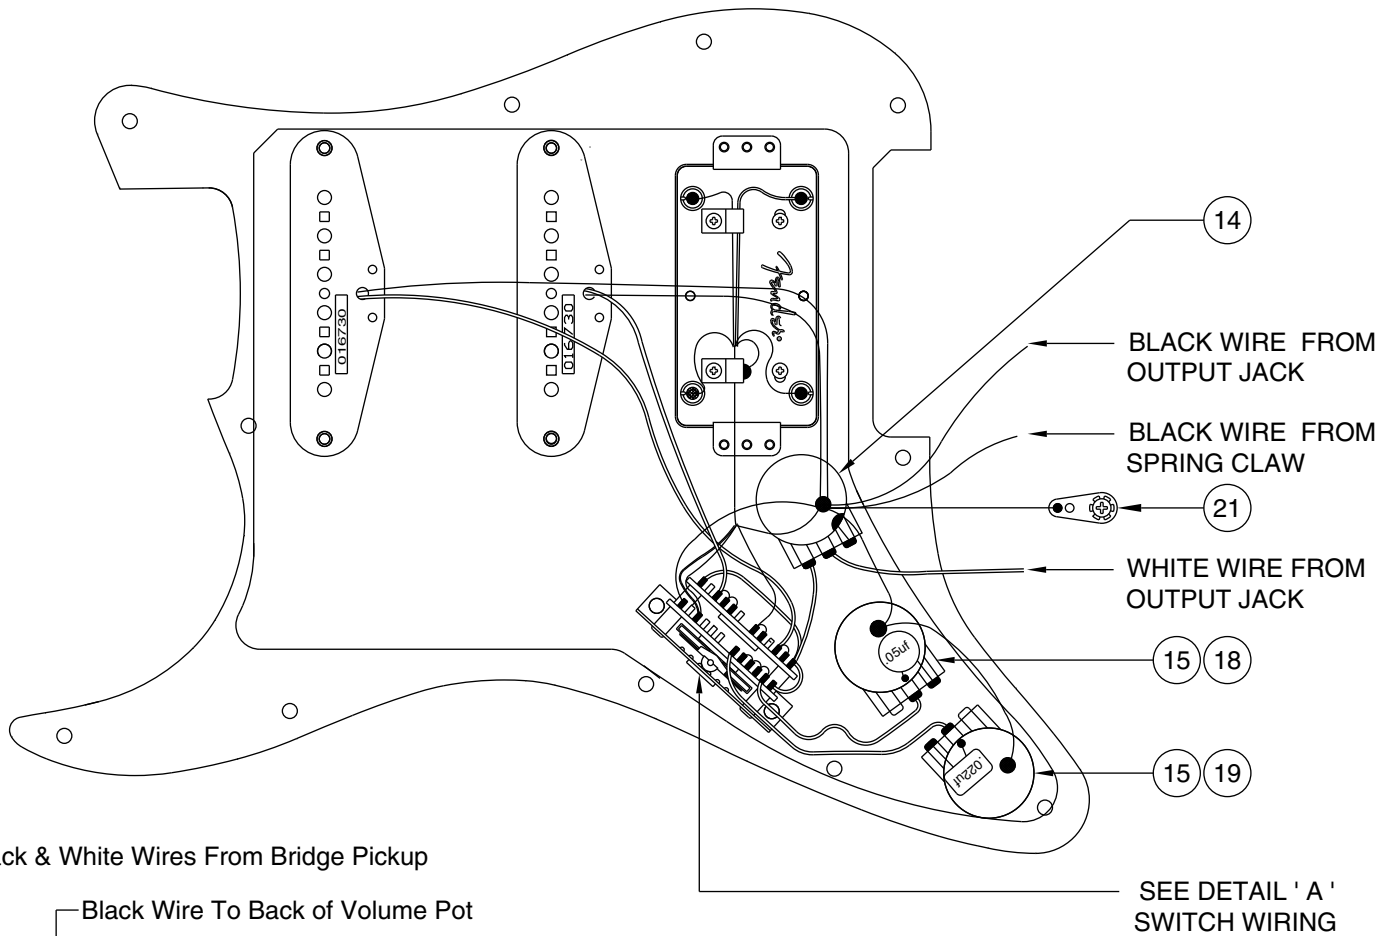 14
BLACK WIRE FROM
OUTPUT JACK
BLACK WIRE FROM
SPRING CLAW
21
WHITE WIRE FROM
OUTPUT JACK
016730
016730
Fender.
.05uf
15 18
.022uf
15 19
& White Wires From Bridge Pickup
Black Wire To Back of Volume Pot
SEE DETAIL ' A '
SWITCH WIRING